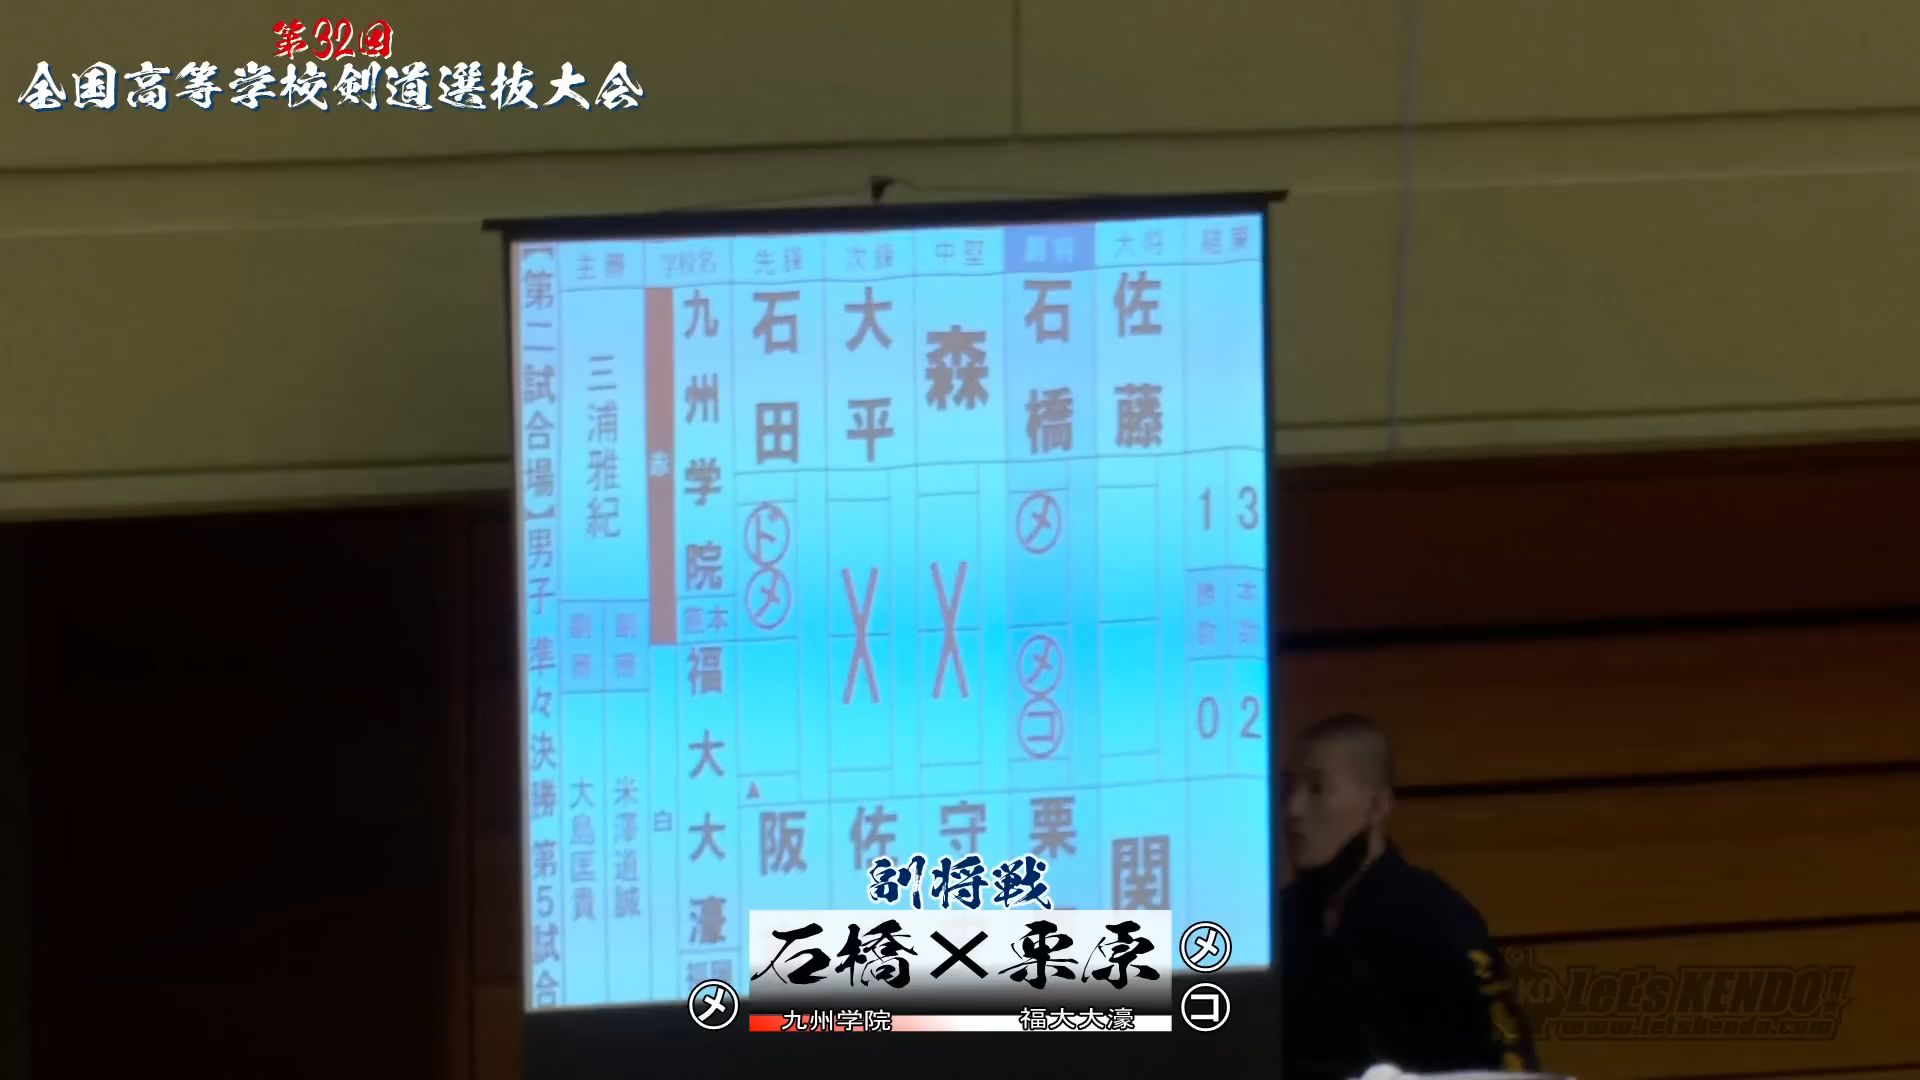 第32回
全国高等学校剣道選抜大会
【第二試合場】男子 準々決勝 第5試合
主審
三浦雅紀
副審
副審
大島匡貴
米澤道誠
学校名
赤
九州学院
熊本
白
福大大濠
福岡
先鋒
石田
ド
メ
▲
阪
次鋒
大平
佐
中堅
森
守
副将
石橋
メ
メ
コ
栗
大将
佐藤
関
結果
1 3
勝数 本数
0 2
副将戦
石橋×栗原
メ
メ
コ
九州学院 福大大濠
Let's KENDO!
www.letskendo.com